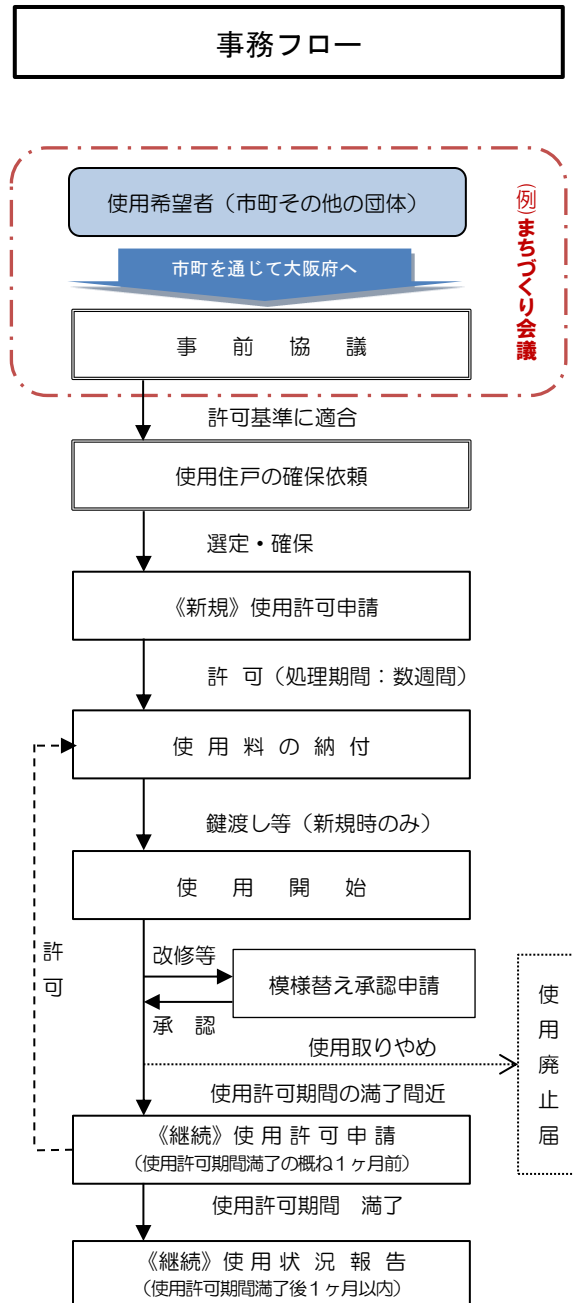 事務フロー
使用希望者（市町その他の団体）
市町を通じて大阪府へ
(例)まちづくり会議
事 前 協 議
許可基準に適合
使用住戸の確保依頼
選定・確保
《新規》使用許可申請
許 可（処理期間：数週間）
使 用 料 の 納 付
鍵渡し等（新規時のみ）
使 用 開 始
許可
改修等
模様替え承認申請
承 認
使用取りやめ
使用廃止届
使用許可期間の満了間近
《継続》使 用 許 可 申 請
（使用許可期間満了の概ね１ヶ月前）
使用許可期間 満了
《継続》使 用 状 況 報 告
（使用許可期間満了後１ヶ月以内）